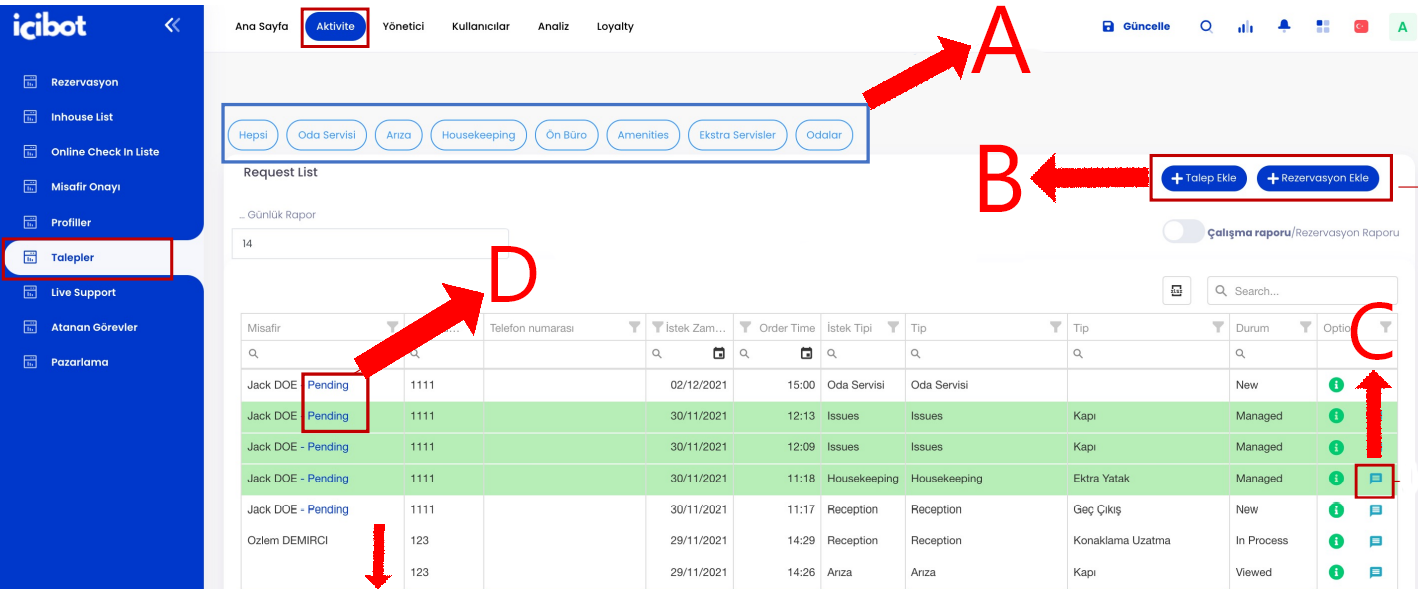 icibot
Ana Sayfa Aktivite Yönetici Kullanıcılar Analiz Loyalty
Güncelle
A
A
Rezervasyon
Inhouse List
Online Check In Liste
Misafir Onayı
Profiller
Talepler
Live Support
Atanan Görevler
Pazarlama
Hepsi Oda Servisi Arıza Housekeeping Ön Büro Amenities Ekstra Servisler Odalar
B
Request List
Talep Ekle Rezervasyon Ekle
... Günlük Rapor
14
Çalışma raporu/Rezervasyon Raporu
D
Search...
C
Misafir Telefon numarası İstek Zam... Order Time İstek Tipi Tip Tip Durum Optio
Jack DOE - Pending 1111 02/12/2021 15:00 Oda Servisi Oda Servisi New
Jack DOE - Pending 1111 30/11/2021 12:13 Issues Issues Kapı Managed
Jack DOE - Pending 1111 30/11/2021 12:09 Issues Issues Kapı Managed
Jack DOE - Pending 1111 30/11/2021 11:18 Housekeeping Housekeeping Ektra Yatak Managed
Jack DOE - Pending 1111 30/11/2021 11:17 Reception Reception Geç Çıkış New
Ozlem DEMIRCI 123 29/11/2021 14:29 Reception Reception Konaklama Uzatma In Process
123 29/11/2021 14:26 Arıza Arıza Kapı Viewed